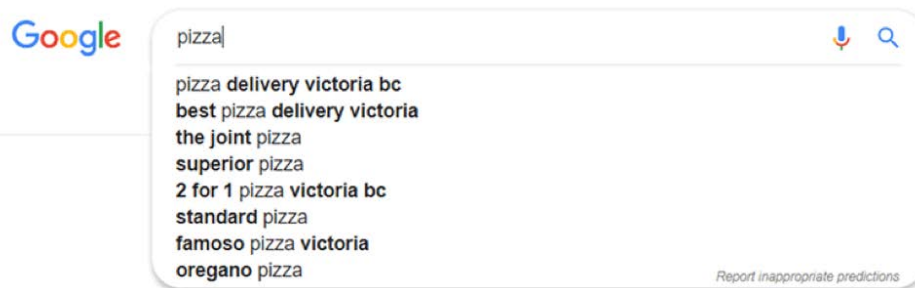 Google
pizza
pizza delivery victoria bc
best pizza delivery victoria
the joint pizza
superior pizza
2 for 1 pizza victoria bc
standard pizza
famoso pizza victoria
oregano pizza
Report inappropriate predictions